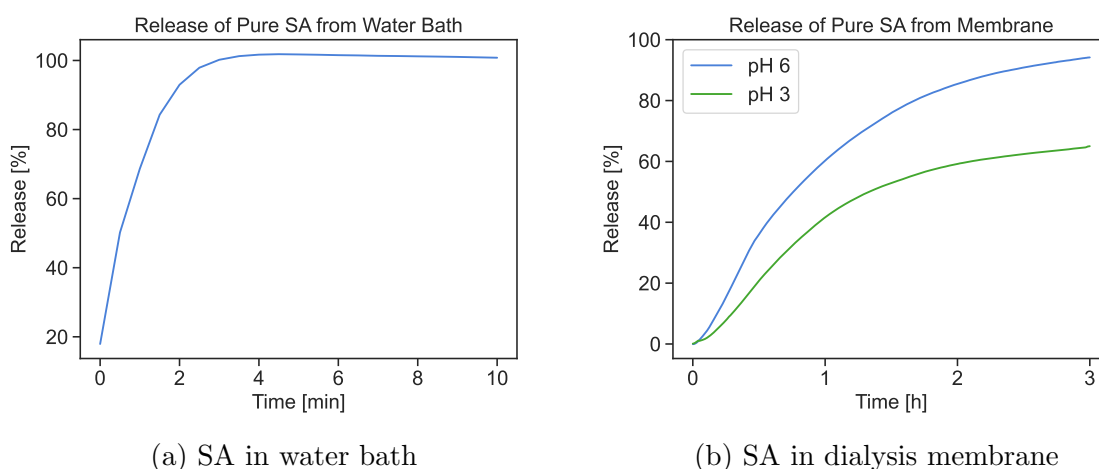 Release of Pure SA from Water Bath
100
80
60
40
20
Release [%]
0 2 4 6 8 10
Time [min]
(a) SA in water bath
Release of Pure SA from Membrane
pH 6
pH 3
100
80
60
40
20
0
Release [%]
0 1 2 3
Time [h]
(b) SA in dialysis membrane